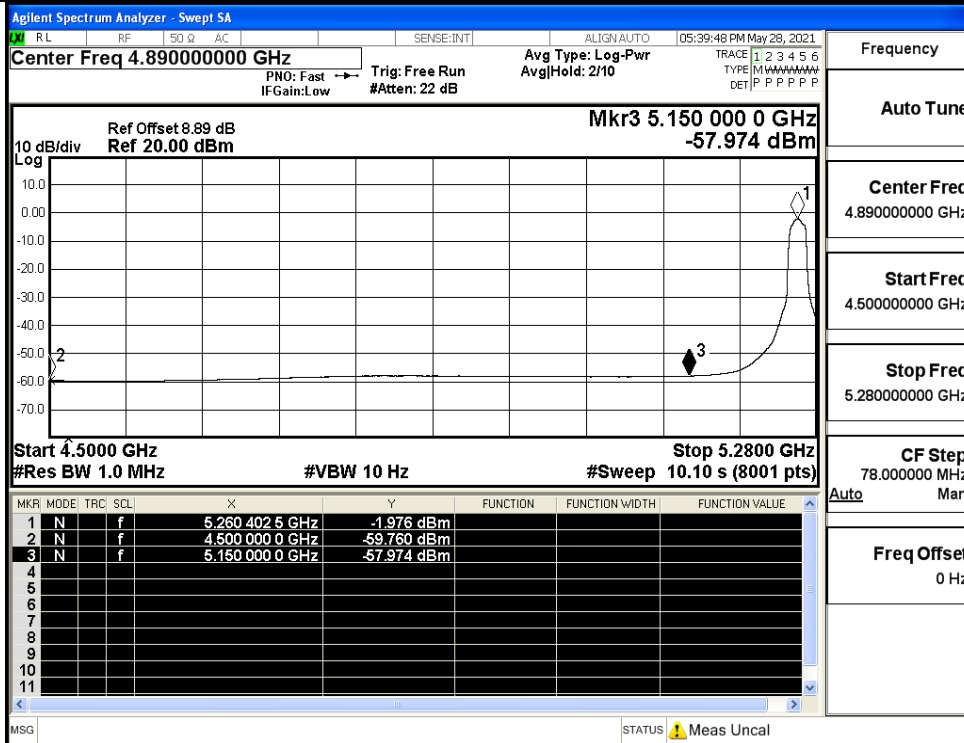 Agilent Spectrum Analyzer - Swept SA
LXI RL RF 50 Ω AC SENSE:INT ALIGN AUTO 05:39:48 PM May 28, 2021
Center Freq 4.890000000 GHz
PNO: Fast
IFGain:Low
Trig: Free Run
#Atten: 22 dB
Avg Type: Log-Pwr
Avg|Hold: 2/10
TRACE 1 2 3 4 5 6
TYPE M W W W W W
DET P P P P P P
Ref Offset 8.89 dB
10 dB/div Ref 20.00 dBm
Log
Mkr3 5.150 000 0 GHz
-57.974 dBm
10.0
0.00
-10.0
-20.0
-30.0
-40.0
-50.0
-60.0
-70.0
1
2
3
Start 4.5000 GHz Stop 5.2800 GHz
#Res BW 1.0 MHz #VBW 10 Hz #Sweep 10.10 s (8001 pts)
MKR MODE TRC SCL X Y FUNCTION FUNCTION WIDTH FUNCTION VALUE
1 N f 5.260 402 5 GHz -1.976 dBm
2 N f 4.500 000 0 GHz -59.760 dBm
3 N f 5.150 000 0 GHz -57.974 dBm
4
5
6
7
8
9
10
11
MSG STATUS Meas Uncal
Frequency
Auto Tune
Center Freq
4.890000000 GHz
Start Freq
4.500000000 GHz
Stop Freq
5.280000000 GHz
CF Step
78.000000 MHz
Auto Man
Freq Offset
0 Hz